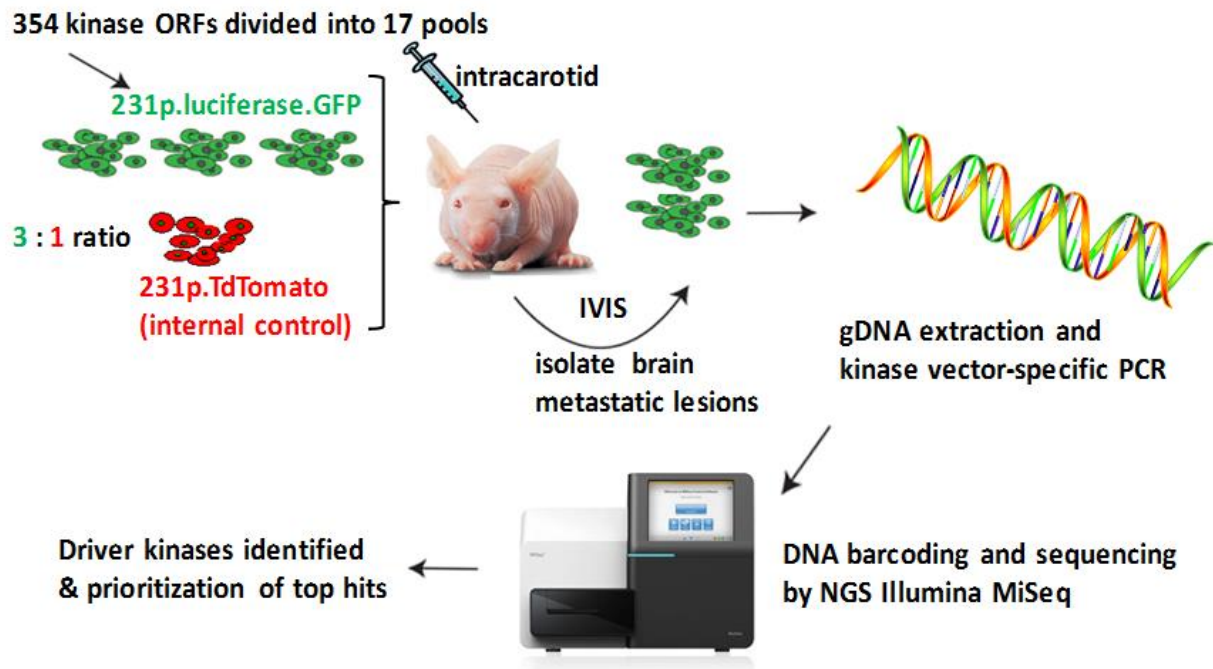 354 kinase ORFs divided into 17 pools
intracarotid
231p.luciferase.GFP
3 : 1 ratio
231p.TdTomato
(internal control)
IVIS
isolate brain
metastatic lesions
gDNA extraction and
kinase vector-specific PCR
DNA barcoding and sequencing
by NGS Illumina MiSeq
Driver kinases identified
& prioritization of top hits